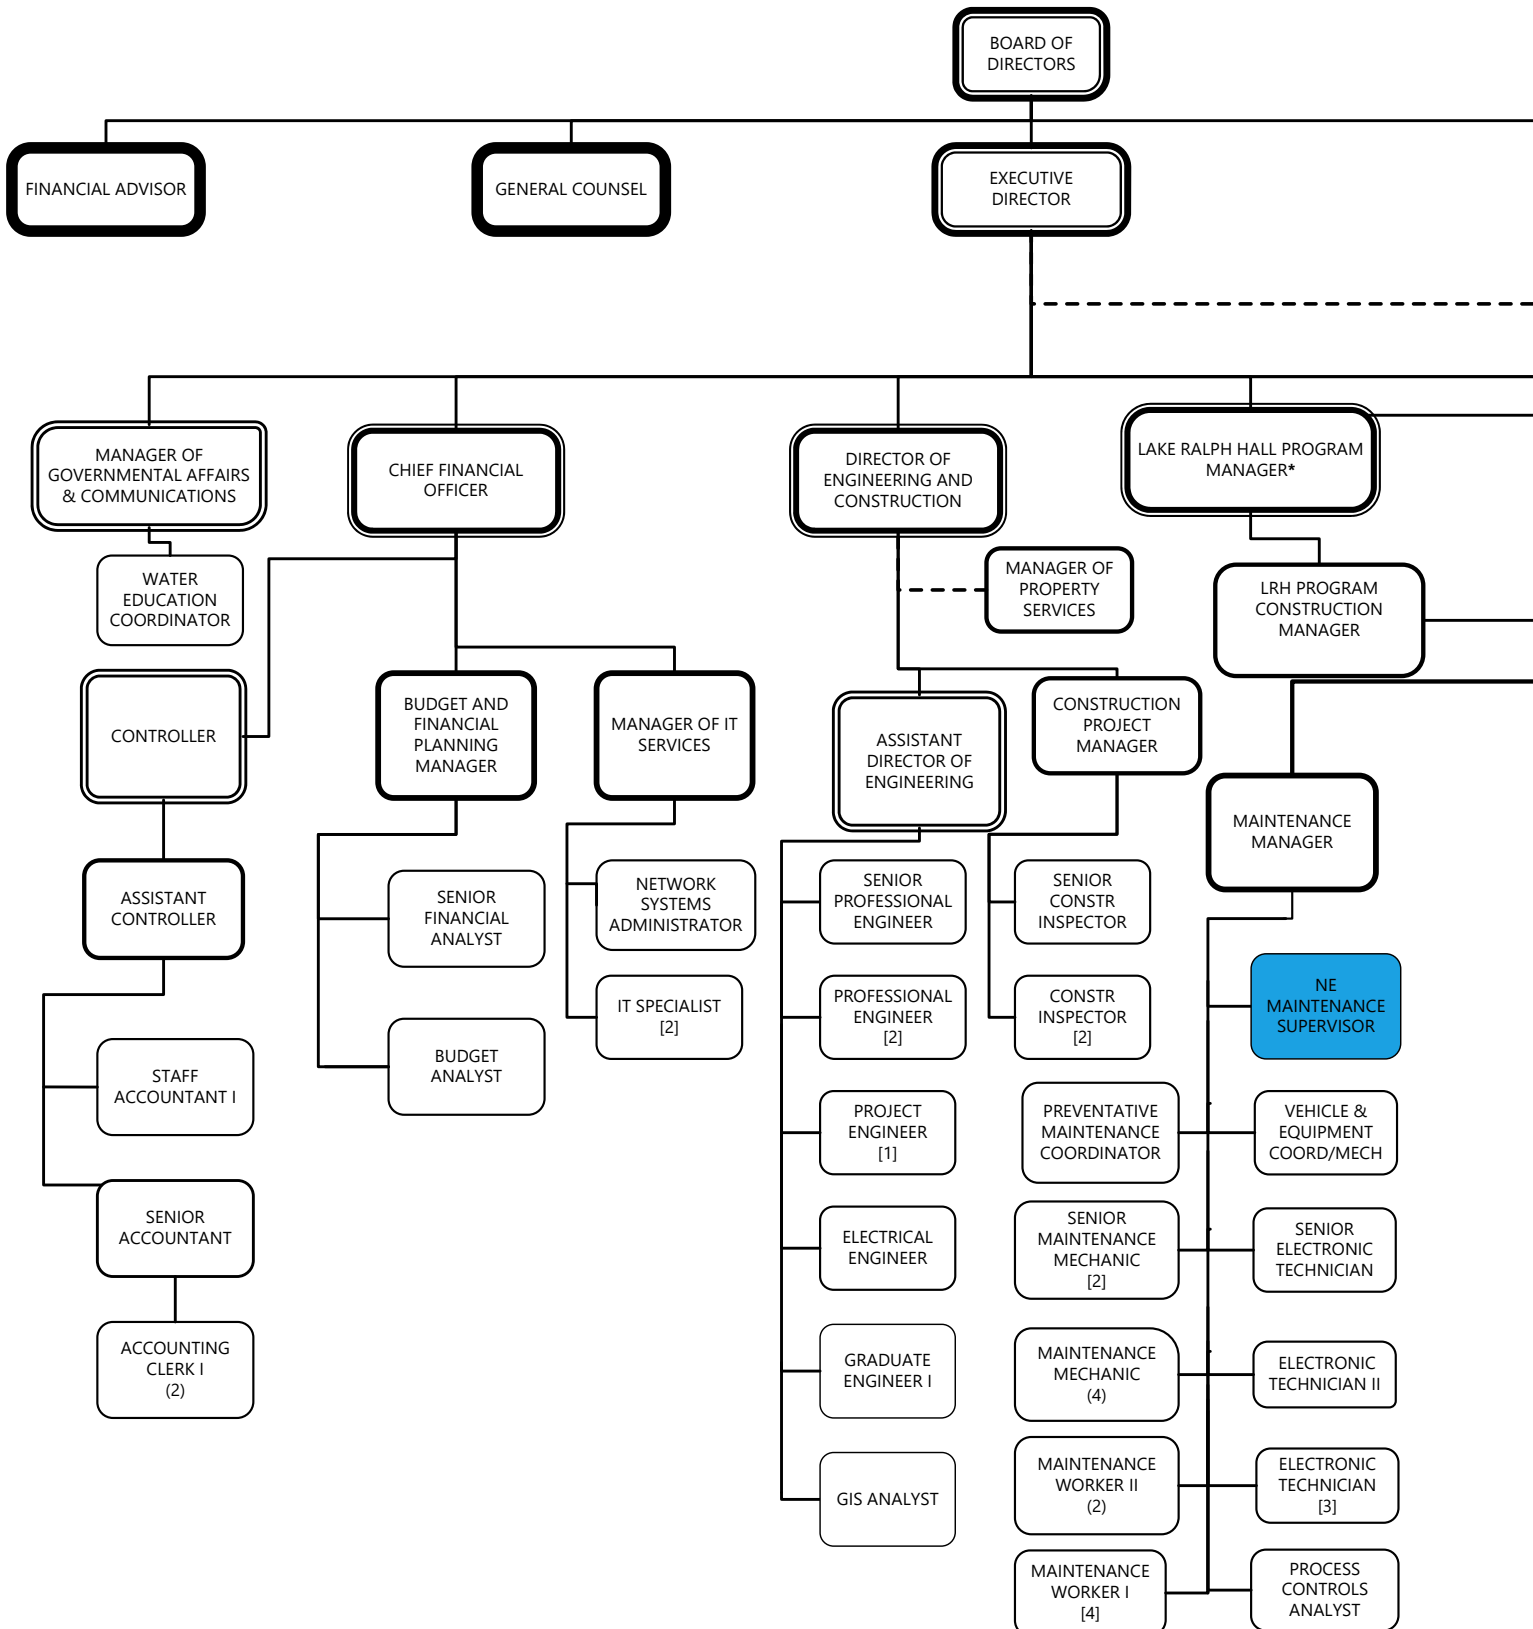 BOARD OF
DIRECTORS
FINANCIAL ADVISOR
GENERAL COUNSEL
EXECUTIVE
DIRECTOR
MANAGER OF
GOVERNMENTAL AFFAIRS
& COMMUNICATIONS
CHIEF FINANCIAL
OFFICER
DIRECTOR OF
ENGINEERING AND
CONSTRUCTION
LAKE RALPH HALL PROGRAM
MANAGER*
WATER
EDUCATION
COORDINATOR
MANAGER OF
PROPERTY
SERVICES
LRH PROGRAM
CONSTRUCTION
MANAGER
CONTROLLER
BUDGET AND
FINANCIAL
PLANNING
MANAGER
MANAGER OF IT
SERVICES
ASSISTANT
DIRECTOR OF
ENGINEERING
CONSTRUCTION
PROJECT
MANAGER
MAINTENANCE
MANAGER
ASSISTANT
CONTROLLER
SENIOR
FINANCIAL
ANALYST
NETWORK
SYSTEMS
ADMINISTRATOR
SENIOR
PROFESSIONAL
ENGINEER
SENIOR
CONSTR
INSPECTOR
NE
MAINTENANCE
SUPERVISOR
IT SPECIALIST
[2]
PROFESSIONAL
ENGINEER
[2]
CONSTR
INSPECTOR
[2]
STAFF
ACCOUNTANT I
BUDGET
ANALYST
PROJECT
ENGINEER
[1]
PREVENTATIVE
MAINTENANCE
COORDINATOR
VEHICLE &
EQUIPMENT
COORD/MECH
SENIOR
ACCOUNTANT
ELECTRICAL
ENGINEER
SENIOR
MAINTENANCE
MECHANIC
[2]
SENIOR
ELECTRONIC
TECHNICIAN
ACCOUNTING
CLERK I
(2)
GRADUATE
ENGINEER I
MAINTENANCE
MECHANIC
(4)
ELECTRONIC
TECHNICIAN II
GIS ANALYST
MAINTENANCE
WORKER II
(2)
ELECTRONIC
TECHNICIAN
[3]
MAINTENANCE
WORKER I
[4]
PROCESS
CONTROLS
ANALYST